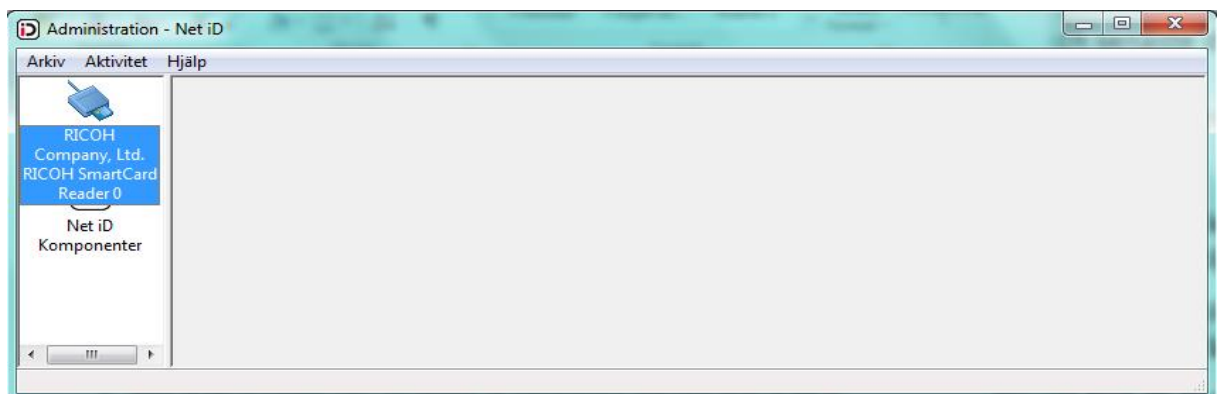 Administration - Net iD
Arkiv Aktivitet Hjälp
RICOH
Company, Ltd.
RICOH SmartCard
Reader 0
Net iD
Komponenter